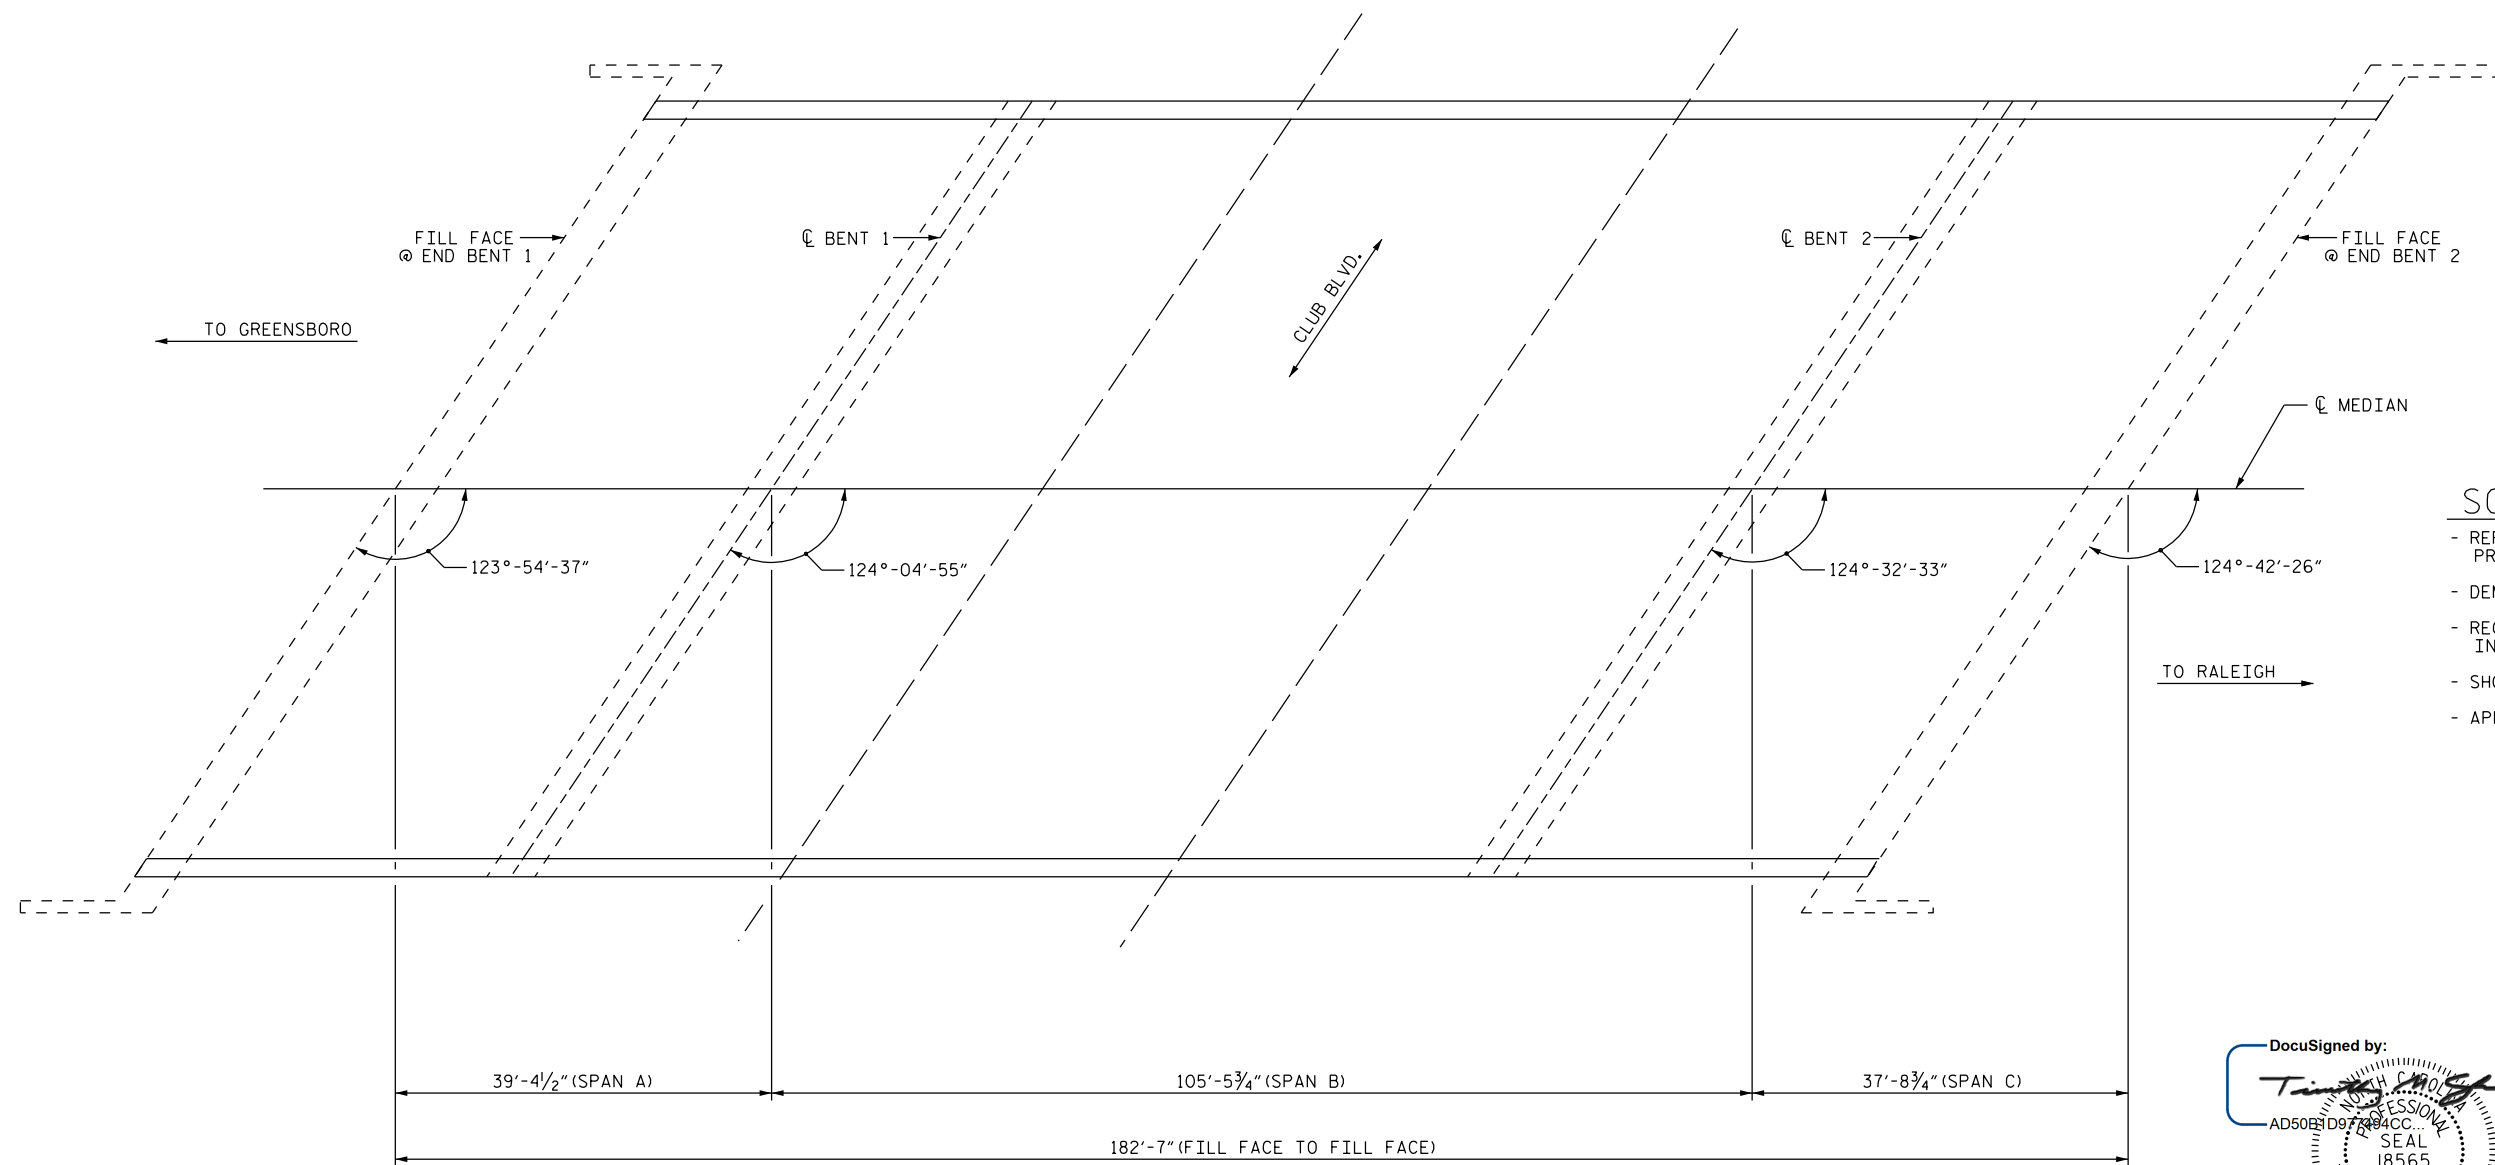 FILL FACE
@ END BENT 1
℄ BENT 1
℄ BENT 2
FILL FACE
@ END BENT 2
CLUB BLVD.
TO GREENSBORO
℄ MEDIAN
123°-54′-37″
124°-04′-55″
124°-32′-33″
124°-42′-26″
TO RALEIGH
39′-4½″(SPAN A)
105′-5¾″(SPAN B)
37′-8¾″(SPAN C)
182′-7″(FILL FACE TO FILL FACE)
DocuSigned by:
NORTH CAROLINA
PROFESSIONAL
SEAL
18565